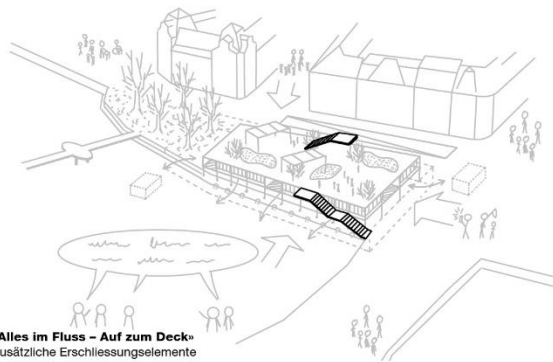 Alles im Fluss – Auf zum Deck»
usätzliche Erschliessungselemente